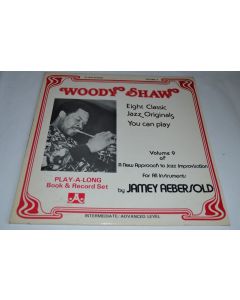 WOODY SHAW
Eight Classic
Jazz Originals
You can play
Volume 9
of
A New Approach to Jazz Improvisation
For All Instruments
by JAMEY AEBERSOLD
PLAY-A-LONG
Book & Record Set
INTERMEDIATE/ADVANCED LEVEL